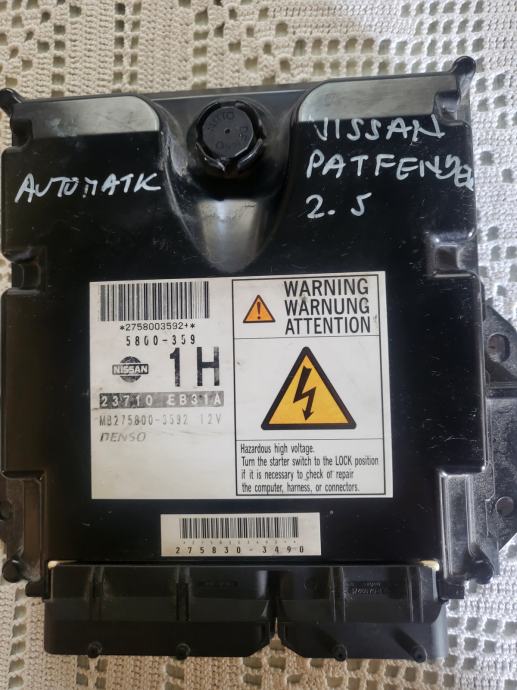 AUTOMATIK
NISSAN
PATFENDER
2.5
*2758003592+*
5800-359
NISSAN
1H
23710 EB31A
MB275800-3592 12V
DENSO
WARNING
WARNUNG
ATTENTION
Hazardous high voltage.
Turn the starter switch to the LOCK position
if it is necessary to check or repair
the computer, harness, or connectors.
275830-3490